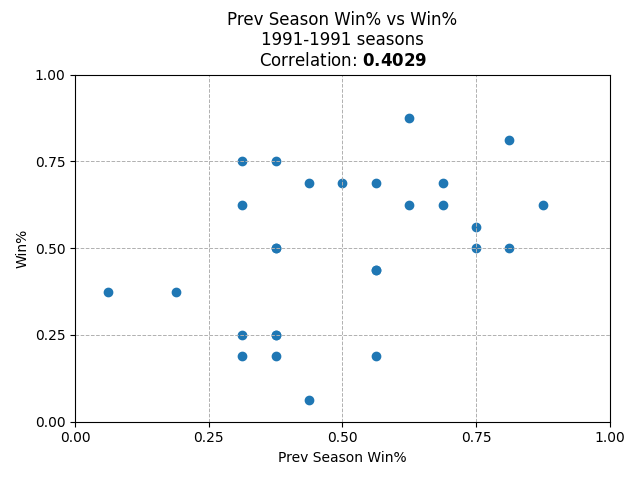 Prev Season Win% vs Win%
1991-1991 seasons
Correlation: 0.4029
1.00
0.75
0.50
0.25
0.00
Win%
0.00 0.25 0.50 0.75 1.00
Prev Season Win%